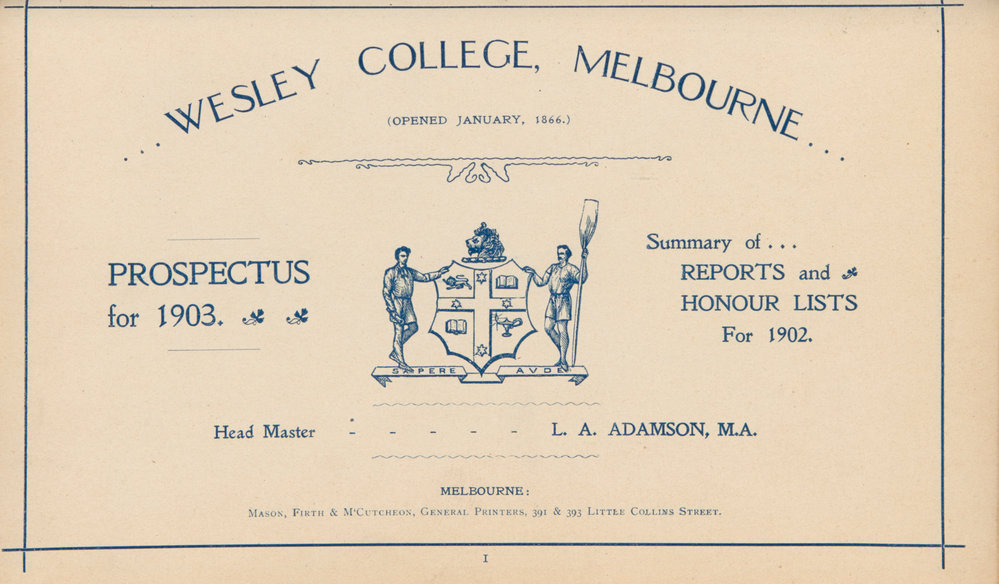 ... WESLEY COLLEGE, MELBOURNE ...
(OPENED JANUARY, 1866.)
PROSPECTUS
for 1903.
Summary of . . .
REPORTS and
HONOUR LISTS
For 1902.
SAPERE AUDE
Head Master - - - - - L. A. ADAMSON, M.A.
MELBOURNE:
MASON, FIRTH & M'CUTCHEON, GENERAL PRINTERS, 391 & 393 LITTLE COLLINS STREET.
I